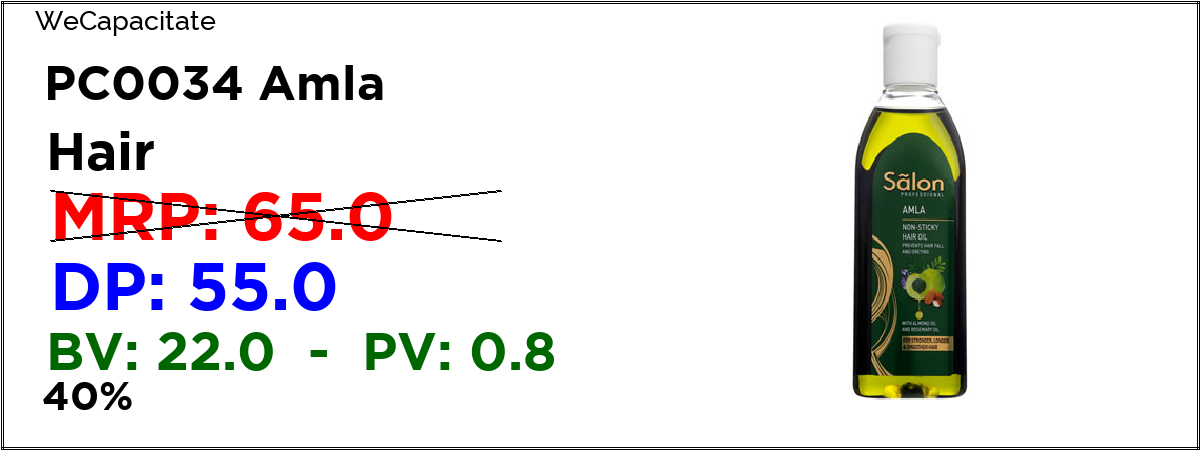 WeCapacitate
PC0034 Amla
Hair
MRP: 65.0
DP: 55.0
BV: 22.0 - PV: 0.8
40%
Sãlon
PROFESSIONAL
AMLA
NON-STICKY
HAIR OIL
PREVENTS HAIR FALL
AND GREYING
WITH ALMOND OIL
AND ROSEMARY OIL
FOR STRONGER, LONGER
& SMOOTHER HAIR